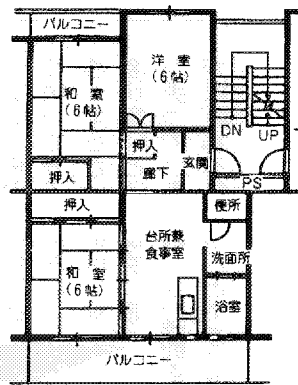 バルコニー
洋室
(6帖)
和室
(6帖)
押入
DN
UP
廊下
玄関
押入
PS
押入
便所
台所兼
食事室
洗面所
和室
(6帖)
浴室
バルコニー